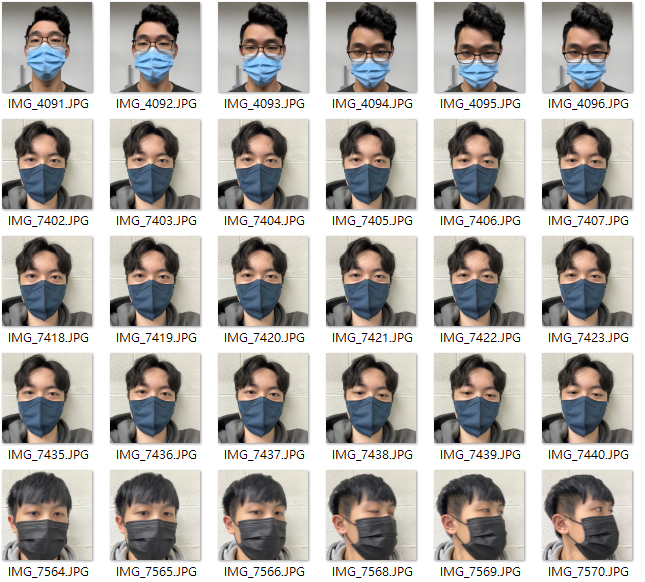 IMG_4091.JPG IMG_4092.JPG IMG_4093.JPG IMG_4094.JPG IMG_4095.JPG IMG_4096.JPG
IMG_7402.JPG IMG_7403.JPG IMG_7404.JPG IMG_7405.JPG IMG_7406.JPG IMG_7407.JPG
IMG_7418.JPG IMG_7419.JPG IMG_7420.JPG IMG_7421.JPG IMG_7422.JPG IMG_7423.JPG
IMG_7435.JPG IMG_7436.JPG IMG_7437.JPG IMG_7438.JPG IMG_7439.JPG IMG_7440.JPG
IMG_7564.JPG IMG_7565.JPG IMG_7566.JPG IMG_7568.JPG IMG_7569.JPG IMG_7570.JPG